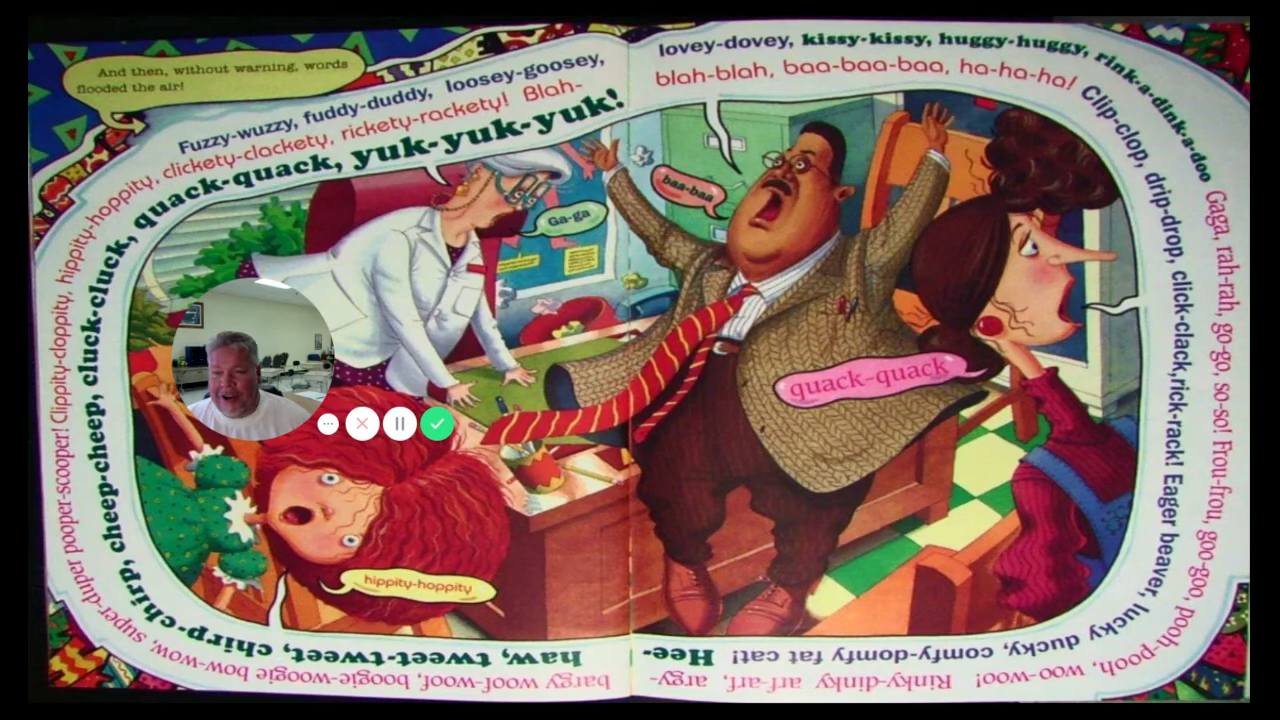 And then, without warning, words
flooded the air!
Fuzzy-wuzzy, fuddy-duddy, loosey-goosey,
lovey-dovey, kissy-kissy, huggy-huggy, rink-a-dink-a-doo
Gaga, rah-rah, go-go, so-so! Frou-frou, goo-goo, pooh-pooh, woo-woo!
Rinky-dinky arf-arf, argy-
bargy woof-woof, boogie-woogie bow-wow, super-duper pooper-scooper! Clippity-cloppity, hippity-hoppity, clickety-clackety, rickety-rackety! Blah-
blah-blah, baa-baa-baa, ha-ha-ha!
Clip-clop, drip-drop, click-clack,rick-rack! Eager beaver, lucky ducky, comfy-domfy fat cat!
Hee-
haw, tweet-tweet, chirp-chirp, cheep-cheep, cluck-cluck, quack-quack, yuk-yuk-yuk!
Ga-ga
baa-baa
quack-quack
hippity-hoppity